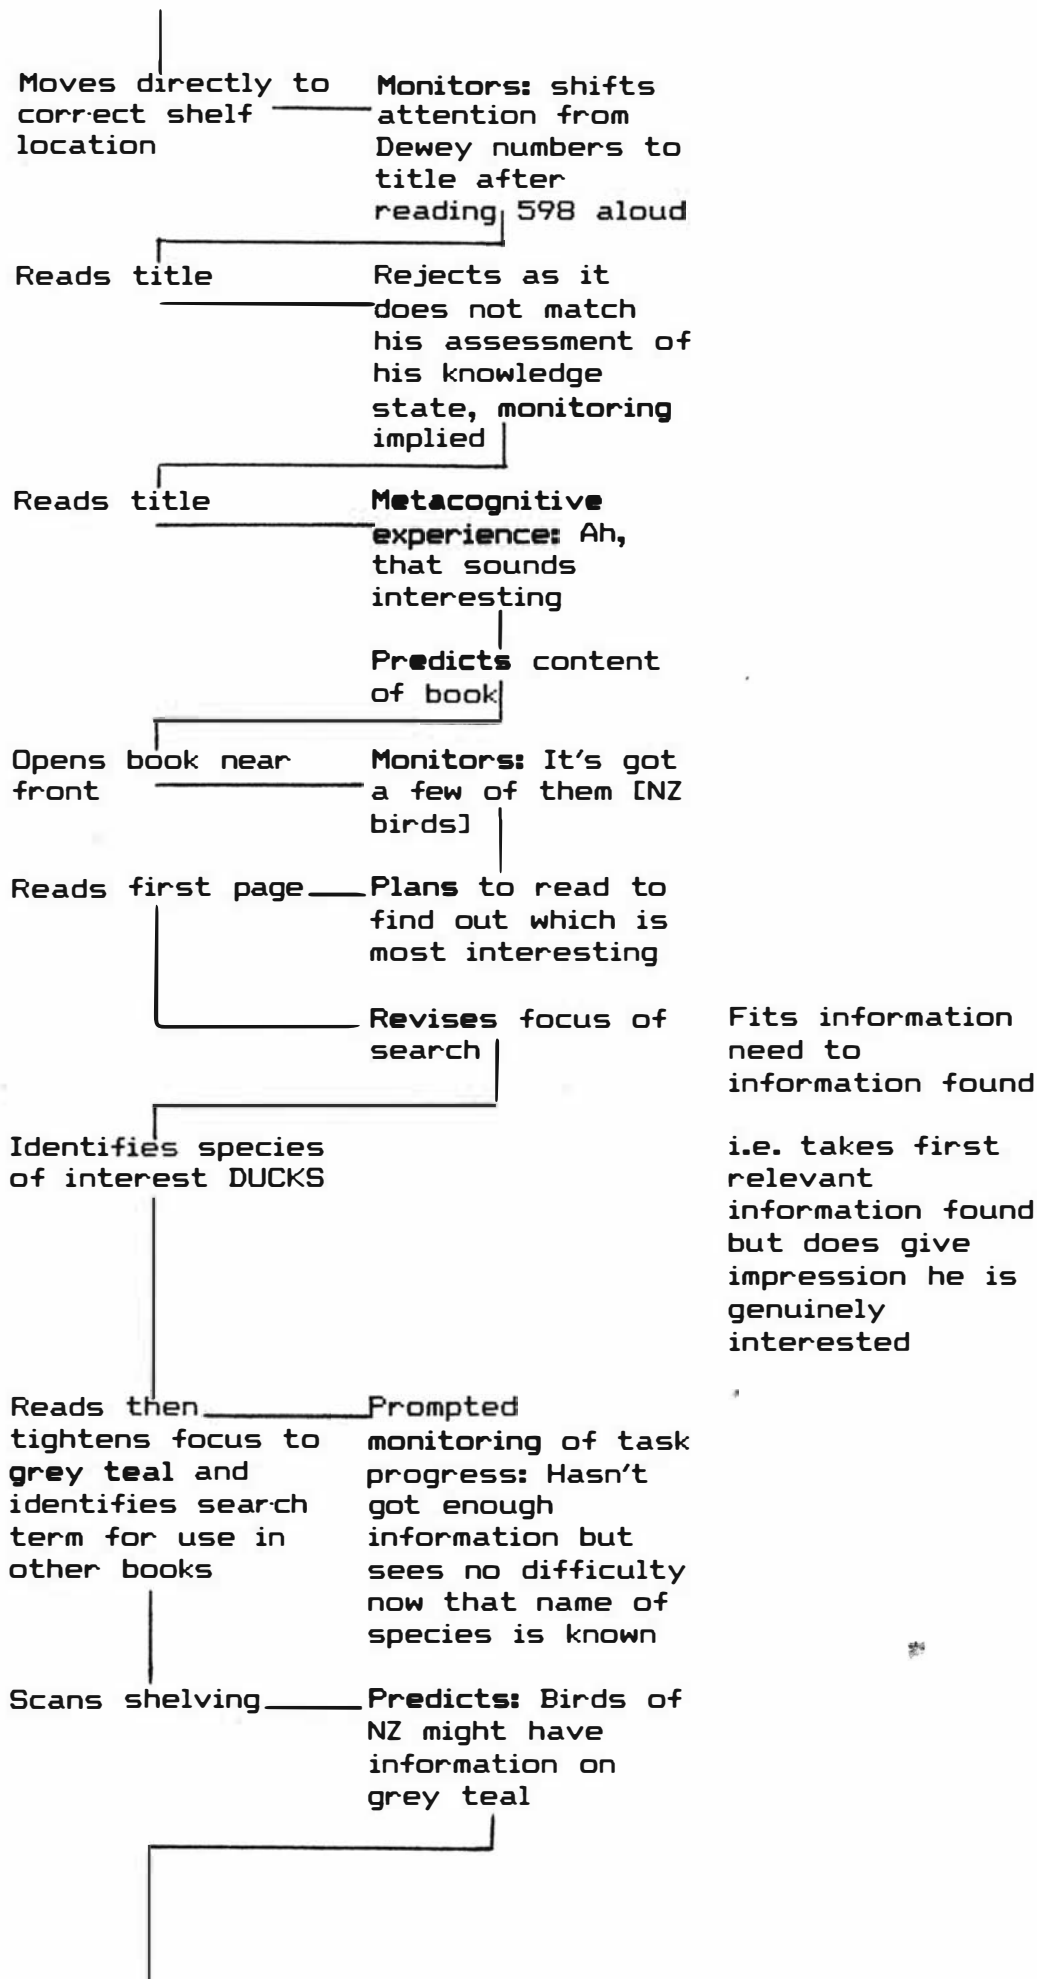 Moves directly to
correct shelf
location
Monitors: shifts
attention from
Dewey numbers to
title after
reading 598 aloud
Reads title
Rejects as it
does not match
his assessment of
his knowledge
state, monitoring
implied
Reads title
Metacognitive
experience: Ah,
that sounds
interesting
Predicts content
of book
Opens book near
front
Monitors: It's got
a few of them [NZ
birds]
Reads first page
Plans to read to
find out which is
most interesting
Revises focus of
search
Fits information
need to
information found
Identifies species
of interest DUCKS
i.e. takes first
relevant
information found
but does give
impression he is
genuinely
interested
Reads then
tightens focus to
grey teal and
identifies search
term for use in
other books
Prompted
monitoring of task
progress: Hasn't
got enough
information but
sees no difficulty
now that name of
species is known
Scans shelving
Predicts: Birds of
NZ might have
information on
grey teal